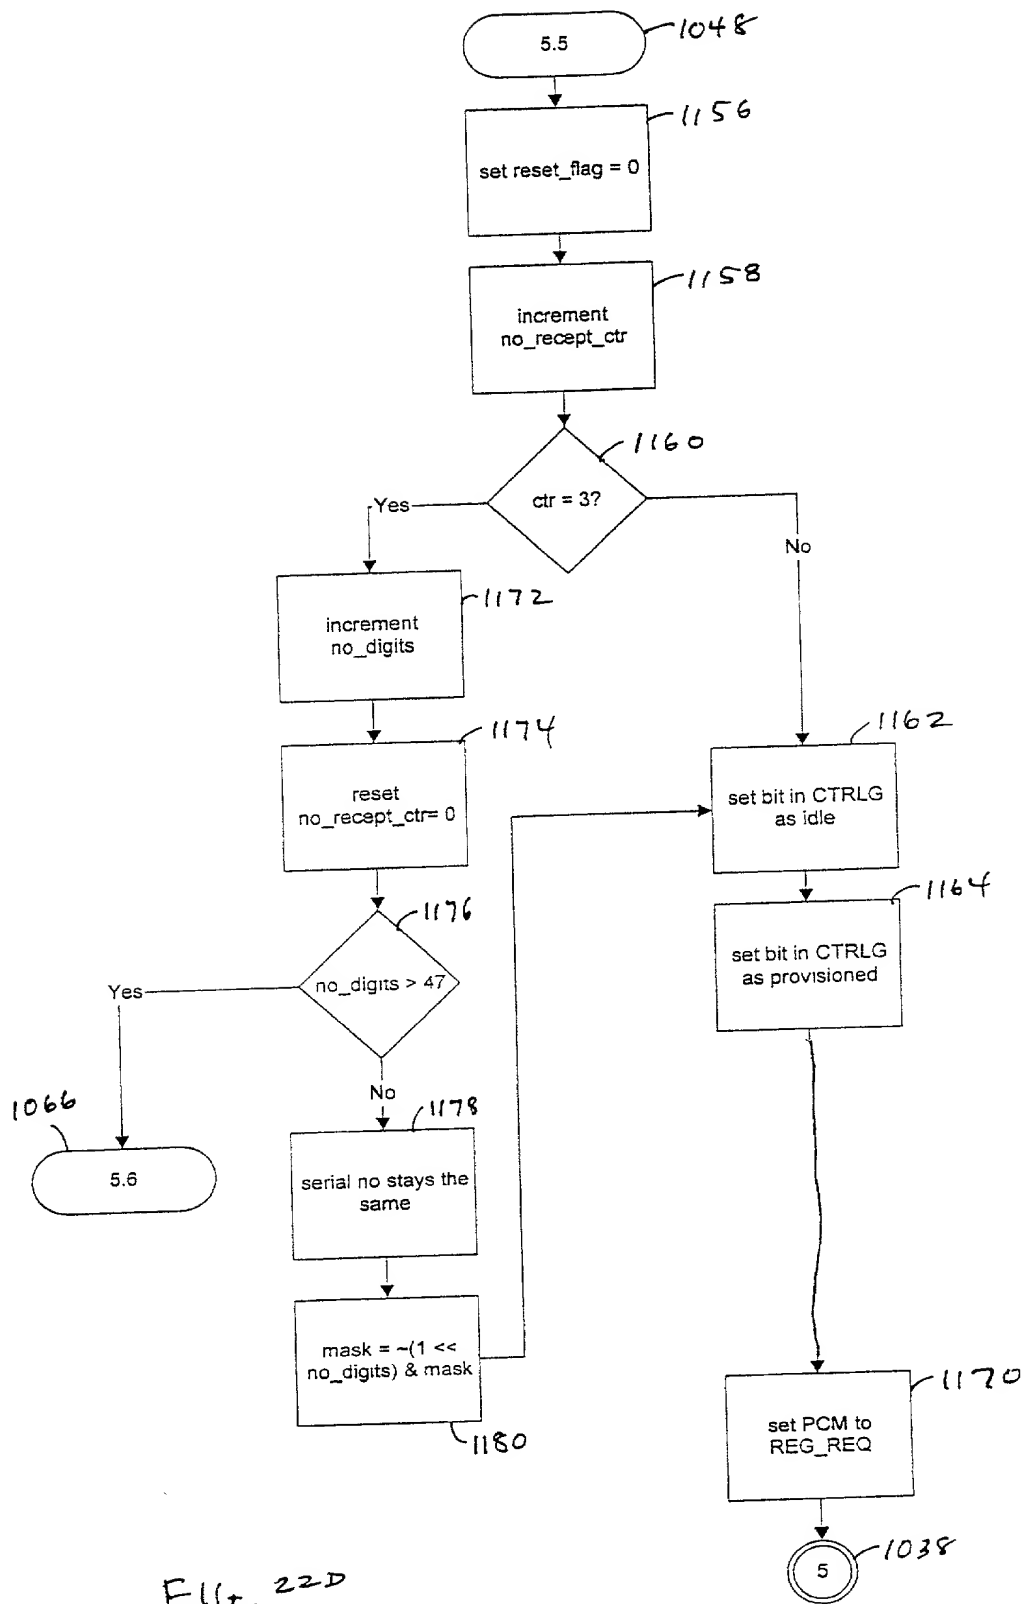 5.5
1048
1156
set reset_flag = 0
1158
increment
no_recept_ctr
1160
ctr = 3?
Yes
No
1172
increment
no_digits
1174
reset
no_recept_ctr= 0
1162
set bit in CTRLG
as idle
1164
set bit in CTRLG
as provisioned
1176
no_digits > 47
Yes
No
1066
5.6
1178
serial no stays the
same
mask = ~(1 <<
no_digits) & mask
1180
1170
set PCM to
REG_REQ
5
1038
FIG. 22D